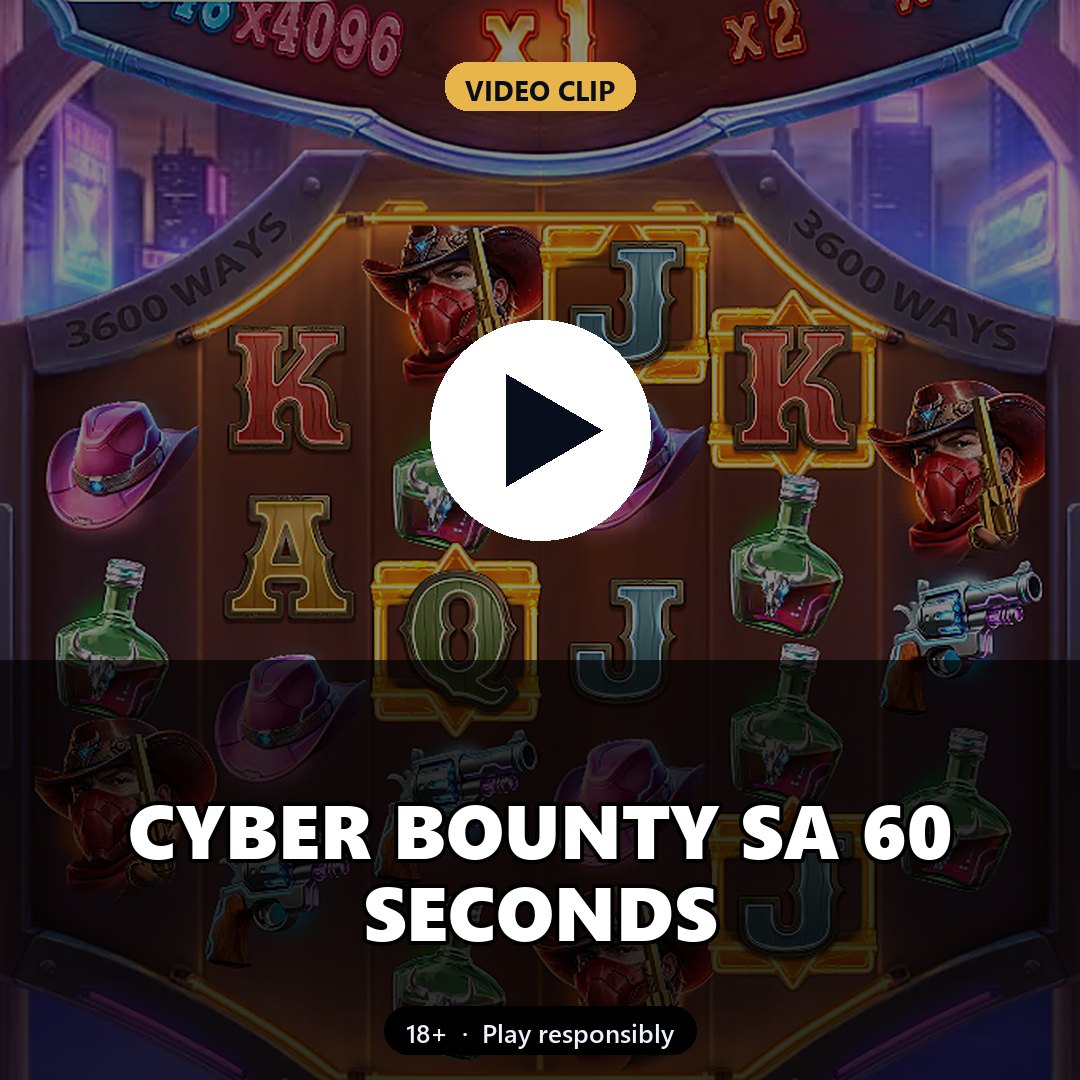 x4096
x1
x2
VIDEO CLIP
3600 WAYS
3600 WAYS
J
K
K
A
Q
J
CYBER BOUNTY SA 60
SECONDS
J
18+ · Play responsibly